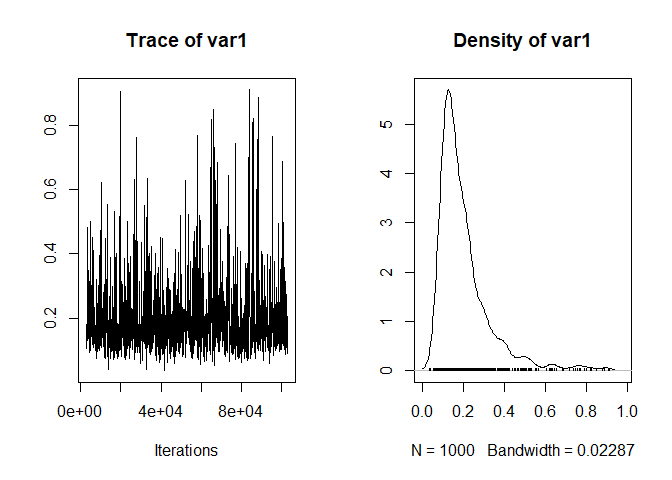 Trace of var1
0.8
0.6
0.4
0.2
0e+00 4e+04 8e+04
Iterations
Density of var1
5
4
3
2
1
0
0.0 0.2 0.4 0.6 0.8 1.0
N = 1000 Bandwidth = 0.02287